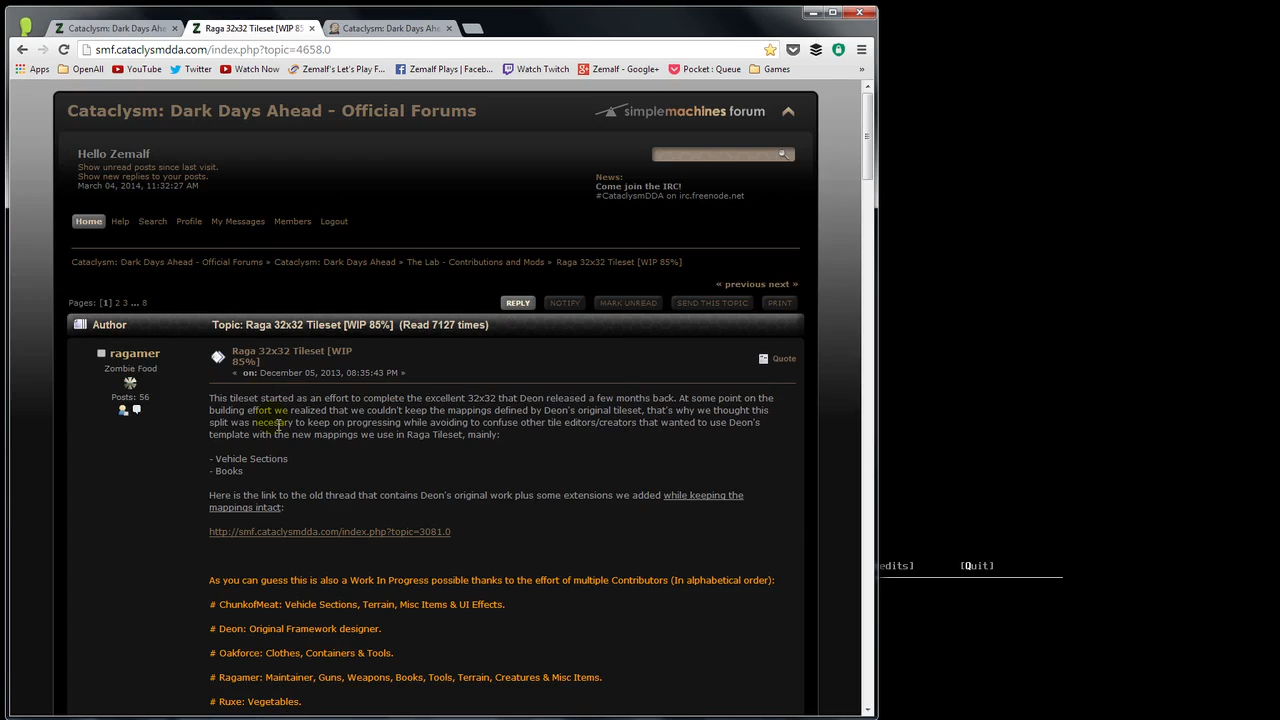 Cataclysm: Dark Days Ahe
Raga 32x32 Tileset [WIP 85
Cataclysm: Dark Days Ahe
smf.cataclysmdda.com/index.php?topic=4658.0
Apps OpenAll YouTube Twitter Watch Now Zemalf's Let's Play F... Zemalf Plays | Faceb... Watch Twitch Zemalf - Google+ Pocket : Queue Games »
Cataclysm: Dark Days Ahead - Official Forums
simplemachines forum
Hello Zemalf
Show unread posts since last visit.
Show new replies to your posts.
March 04, 2014, 11:32:27 AM
News:
Come join the IRC!
#CataclysmDDA on irc.freenode.net
Home Help Search Profile My Messages Members Logout
Cataclysm: Dark Days Ahead - Official Forums » Cataclysm: Dark Days Ahead » The Lab - Contributions and Mods » Raga 32x32 Tileset [WIP 85%]
« previous next »
Pages: [1] 2 3 ... 8
REPLY NOTIFY MARK UNREAD SEND THIS TOPIC PRINT
Author Topic: Raga 32x32 Tileset [WIP 85%] (Read 7127 times)
ragamer
Zombie Food
Posts: 56
Raga 32x32 Tileset [WIP
85%]
« on: December 05, 2013, 08:35:43 PM »
Quote
This tileset started as an effort to complete the excellent 32x32 that Deon released a few months back. At some point on the
building effort we realized that we couldn't keep the mappings defined by Deon's original tileset, that's why we thought this
split was necesary to keep on progressing while avoiding to confuse other tile editors/creators that wanted to use Deon's
template with the new mappings we use in Raga Tileset, mainly:
- Vehicle Sections
- Books
Here is the link to the old thread that contains Deon's original work plus some extensions we added while keeping the
mappings intact:
http://smf.cataclysmdda.com/index.php?topic=3081.0
As you can guess this is also a Work In Progress possible thanks to the effort of multiple Contributors (In alphabetical order):
# ChunkofMeat: Vehicle Sections, Terrain, Misc Items & UI Effects.
# Deon: Original Framework designer.
# Oakforce: Clothes, Containers & Tools.
# Ragamer: Maintainer, Guns, Weapons, Books, Tools, Terrain, Creatures & Misc Items.
# Ruxe: Vegetables.
edits] [Quit]